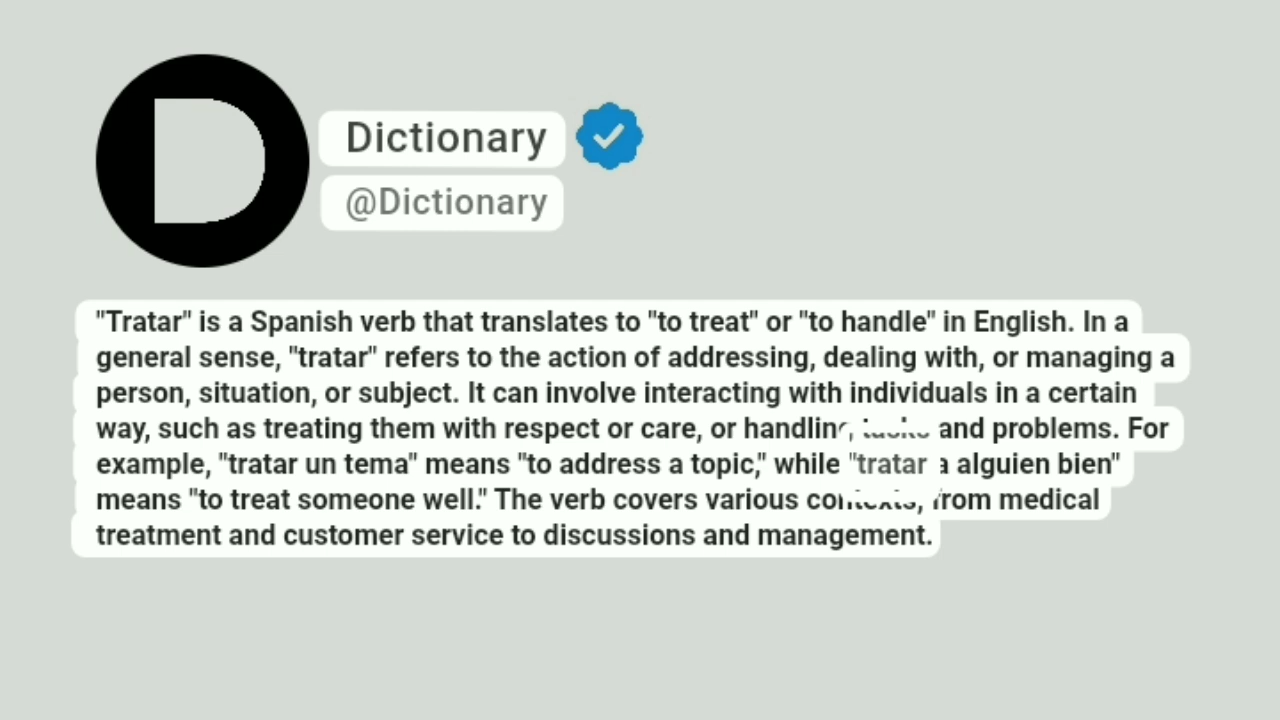 D
Dictionary
@Dictionary
"Tratar" is a Spanish verb that translates to "to treat" or "to handle" in English. In a
general sense, "tratar" refers to the action of addressing, dealing with, or managing a
person, situation, or subject. It can involve interacting with individuals in a certain
way, such as treating them with respect or care, or handling, tasks and problems. For
example, "tratar un tema" means "to address a topic," while "tratar a alguien bien"
means "to treat someone well." The verb covers various contexts, from medical
treatment and customer service to discussions and management.